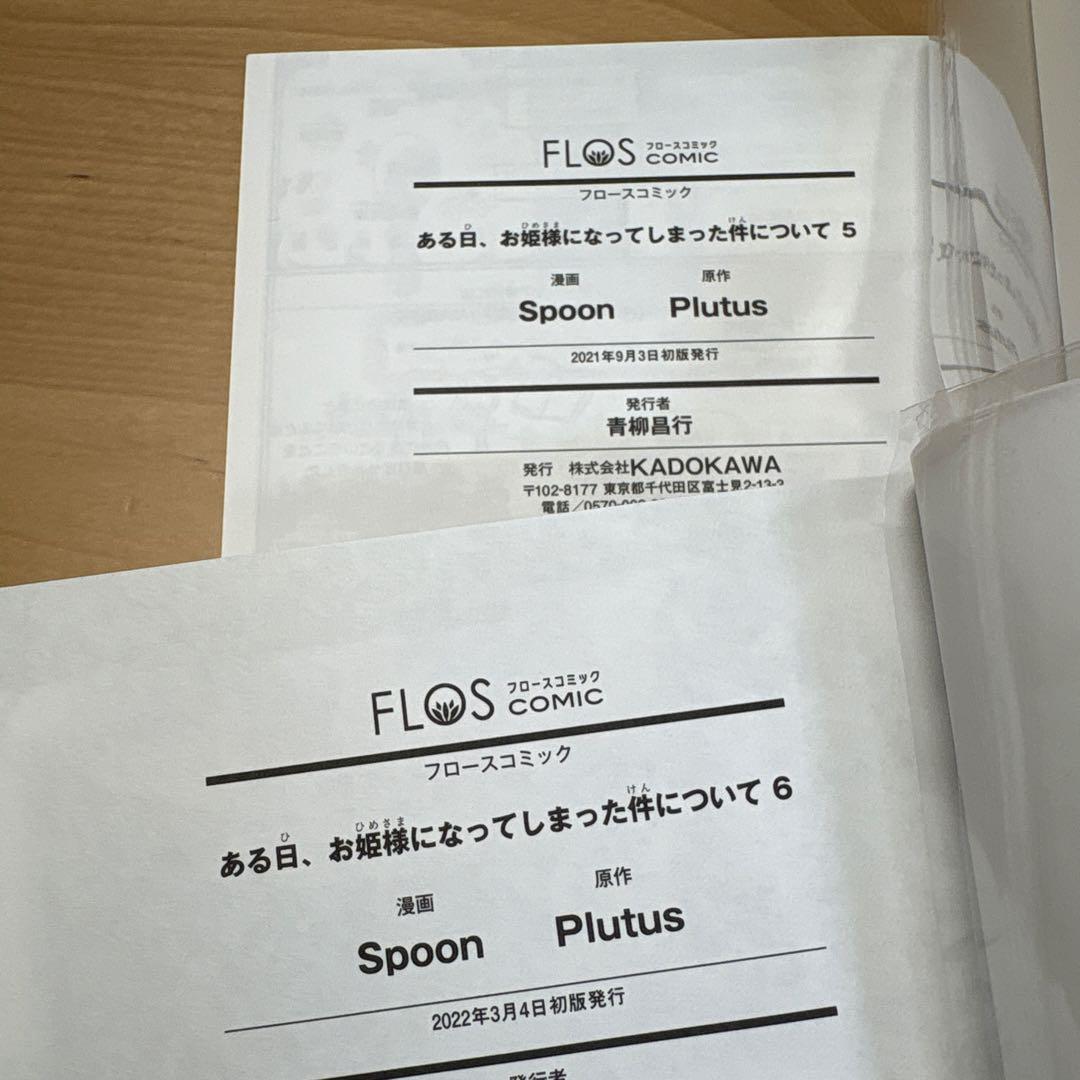 FLOS フロースコミック COMIC
フロースコミック
ある日、お姫様になってしまった件について 5
漫画 原作
Spoon Plutus
2021年9月3日初版発行
発行者
青柳昌行
発行 株式会社KADOKAWA
〒102-8177 東京都千代田区富士見2-13-3
電話/0570-00
FLOS フロースコミック COMIC
フロースコミック
ある日、お姫様になってしまった件について 6
漫画 原作
Spoon Plutus
2022年3月4日初版発行
発行者